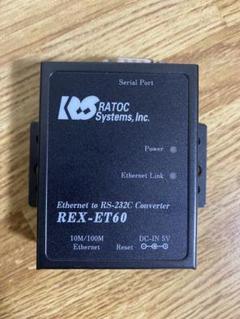 Serial Port
RS
RATOC
Systems, Inc.
Power
Ethernet Link
Ethernet to RS-232C Converter
REX-ET60
10M/100M
Ethernet
Reset
DC-IN 5V